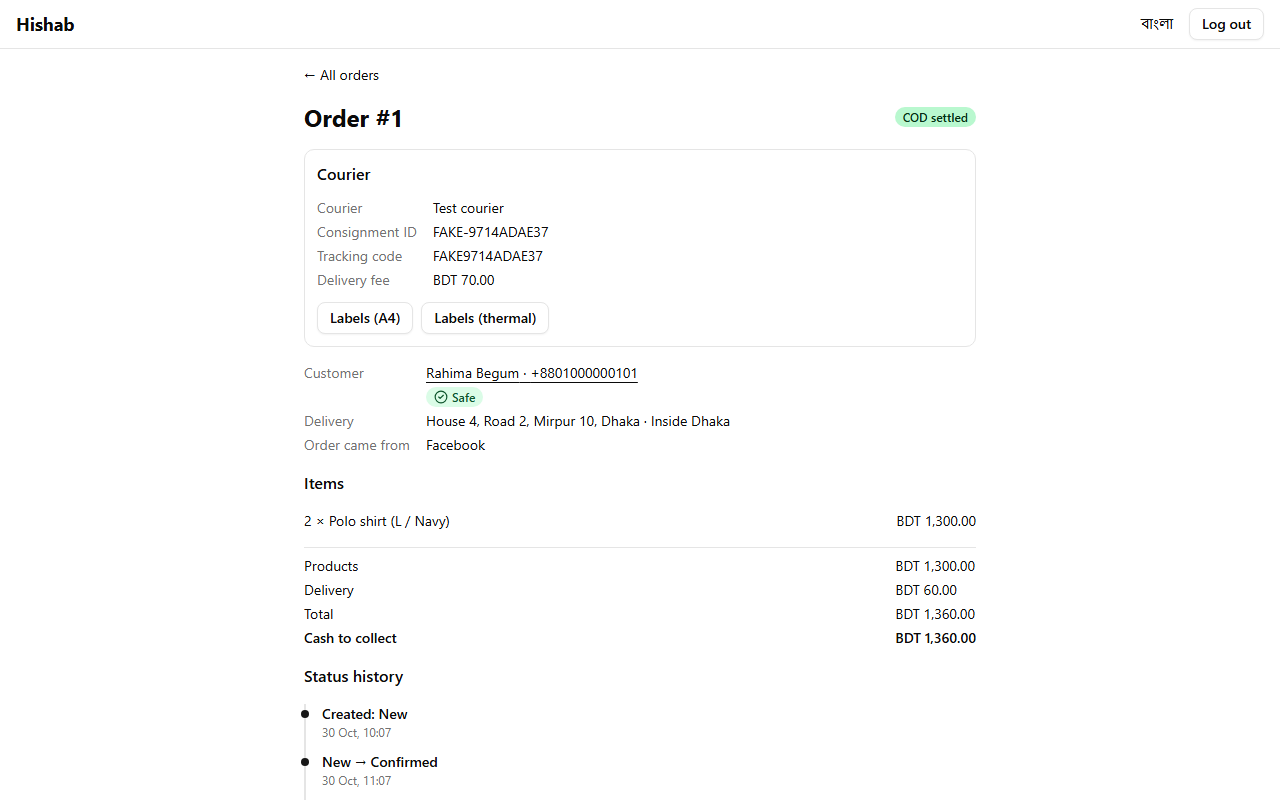 Hishab
বাংলা
Log out
← All orders
Order #1
COD settled
Courier
Courier Test courier
Consignment ID FAKE-9714ADAE37
Tracking code FAKE9714ADAE37
Delivery fee BDT 70.00
Labels (A4) Labels (thermal)
Customer Rahima Begum · +8801000000101
Safe
Delivery House 4, Road 2, Mirpur 10, Dhaka · Inside Dhaka
Order came from Facebook
Items
2 × Polo shirt (L / Navy) BDT 1,300.00
Products BDT 1,300.00
Delivery BDT 60.00
Total BDT 1,360.00
Cash to collect BDT 1,360.00
Status history
Created: New
30 Oct, 10:07
New → Confirmed
30 Oct, 11:07